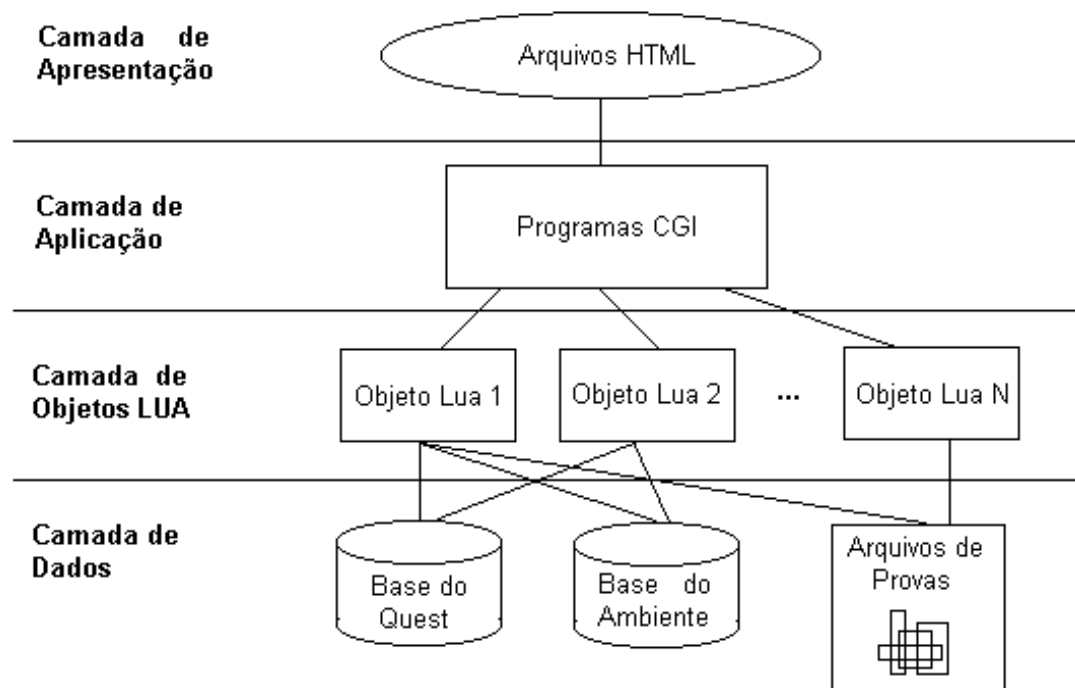 Camada de
Apresentação
Arquivos HTML
Camada de
Aplicação
Programas CGI
Camada de
Objetos LUA
Objeto Lua 1
Objeto Lua 2
...
Objeto Lua N
Camada de
Dados
Base do
Quest
Base do
Ambiente
Arquivos de
Provas